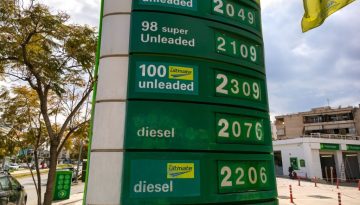 unleaded 2049
98 super
Unleaded 2109
100 ultimate
unleaded 2309
diesel 2076
ultimate
diesel 2206